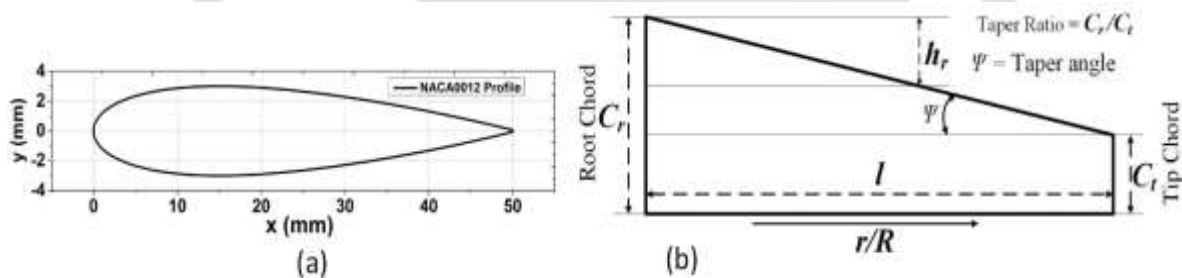 4
2
0
-2
-4
y (mm)
NACA0012 Profile
0 10 20 30 40 50
x (mm)
(a)
(b)
Root Chord
C_r
h_r
Taper Ratio = C_r/C_t
Ψ = Taper angle
Ψ
l
C_t
Tip Chord
r/R